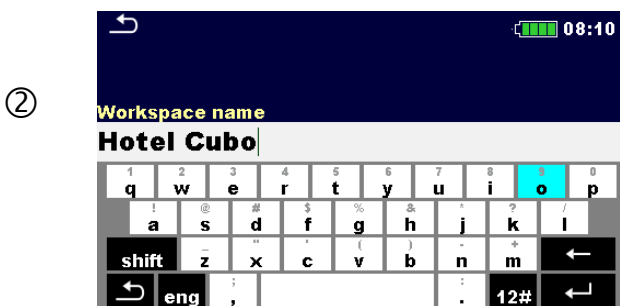 08:10
②
Workspace name
Hotel Cubo
1 2 3 4 5 6 7 8 9 0
q w e r t y u i o p
! @ # $ % & * ? /
a s d f g h j k l
_ " ' ( ) - +
shift z x c v b n m
; :
eng , . 12#